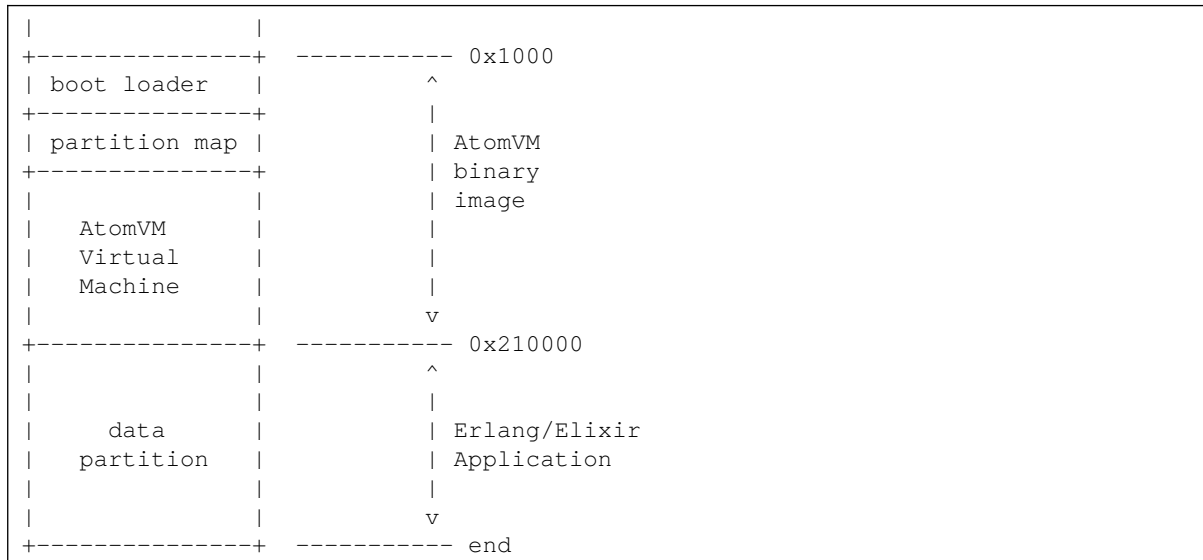 |               |
+---------------+  ----------- 0x1000
| boot loader   |           ^
+---------------+           |
| partition map |           | AtomVM
+---------------+           | binary
|               |           | image
|   AtomVM      |           |
|   Virtual     |           |
|   Machine     |           |
|               |           v
+---------------+  ----------- 0x210000
|               |           ^
|               |           |
|     data      |           | Erlang/Elixir
|   partition   |           | Application
|               |           |
|               |           v
+---------------+  ----------- end